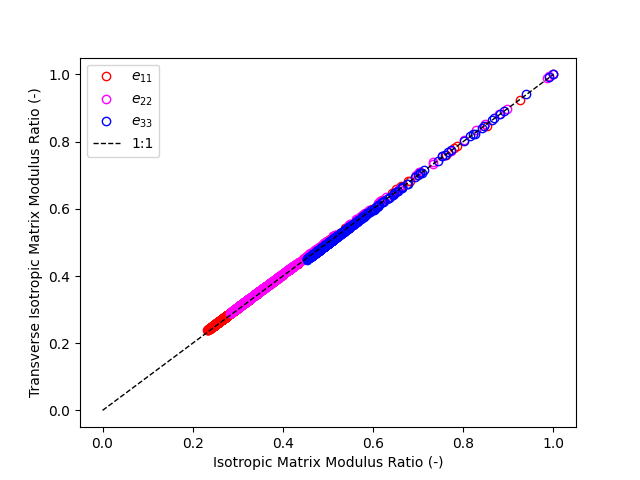 e₁₁
e₂₂
e₃₃
1:1
1.0
0.8
0.6
0.4
0.2
0.0
Transverse Isotropic Matrix Modulus Ratio (-)
0.0 0.2 0.4 0.6 0.8 1.0
Isotropic Matrix Modulus Ratio (-)